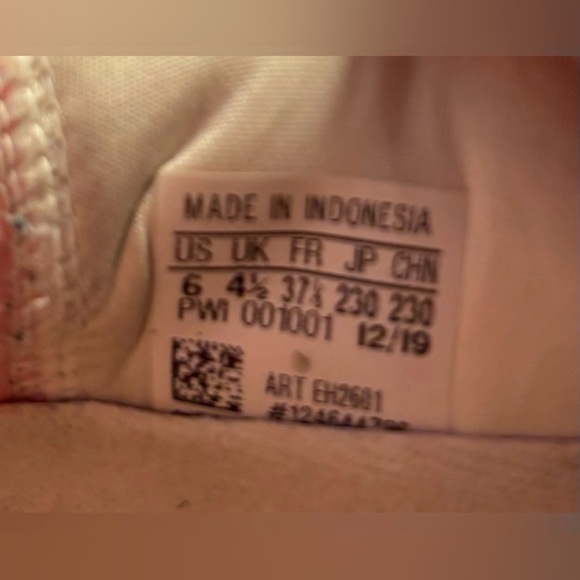 MADE IN INDONESIA
US UK FR JP CHN
6 4½ 37⅓ 230 230
PWI 001001 12/19
ART EH2681